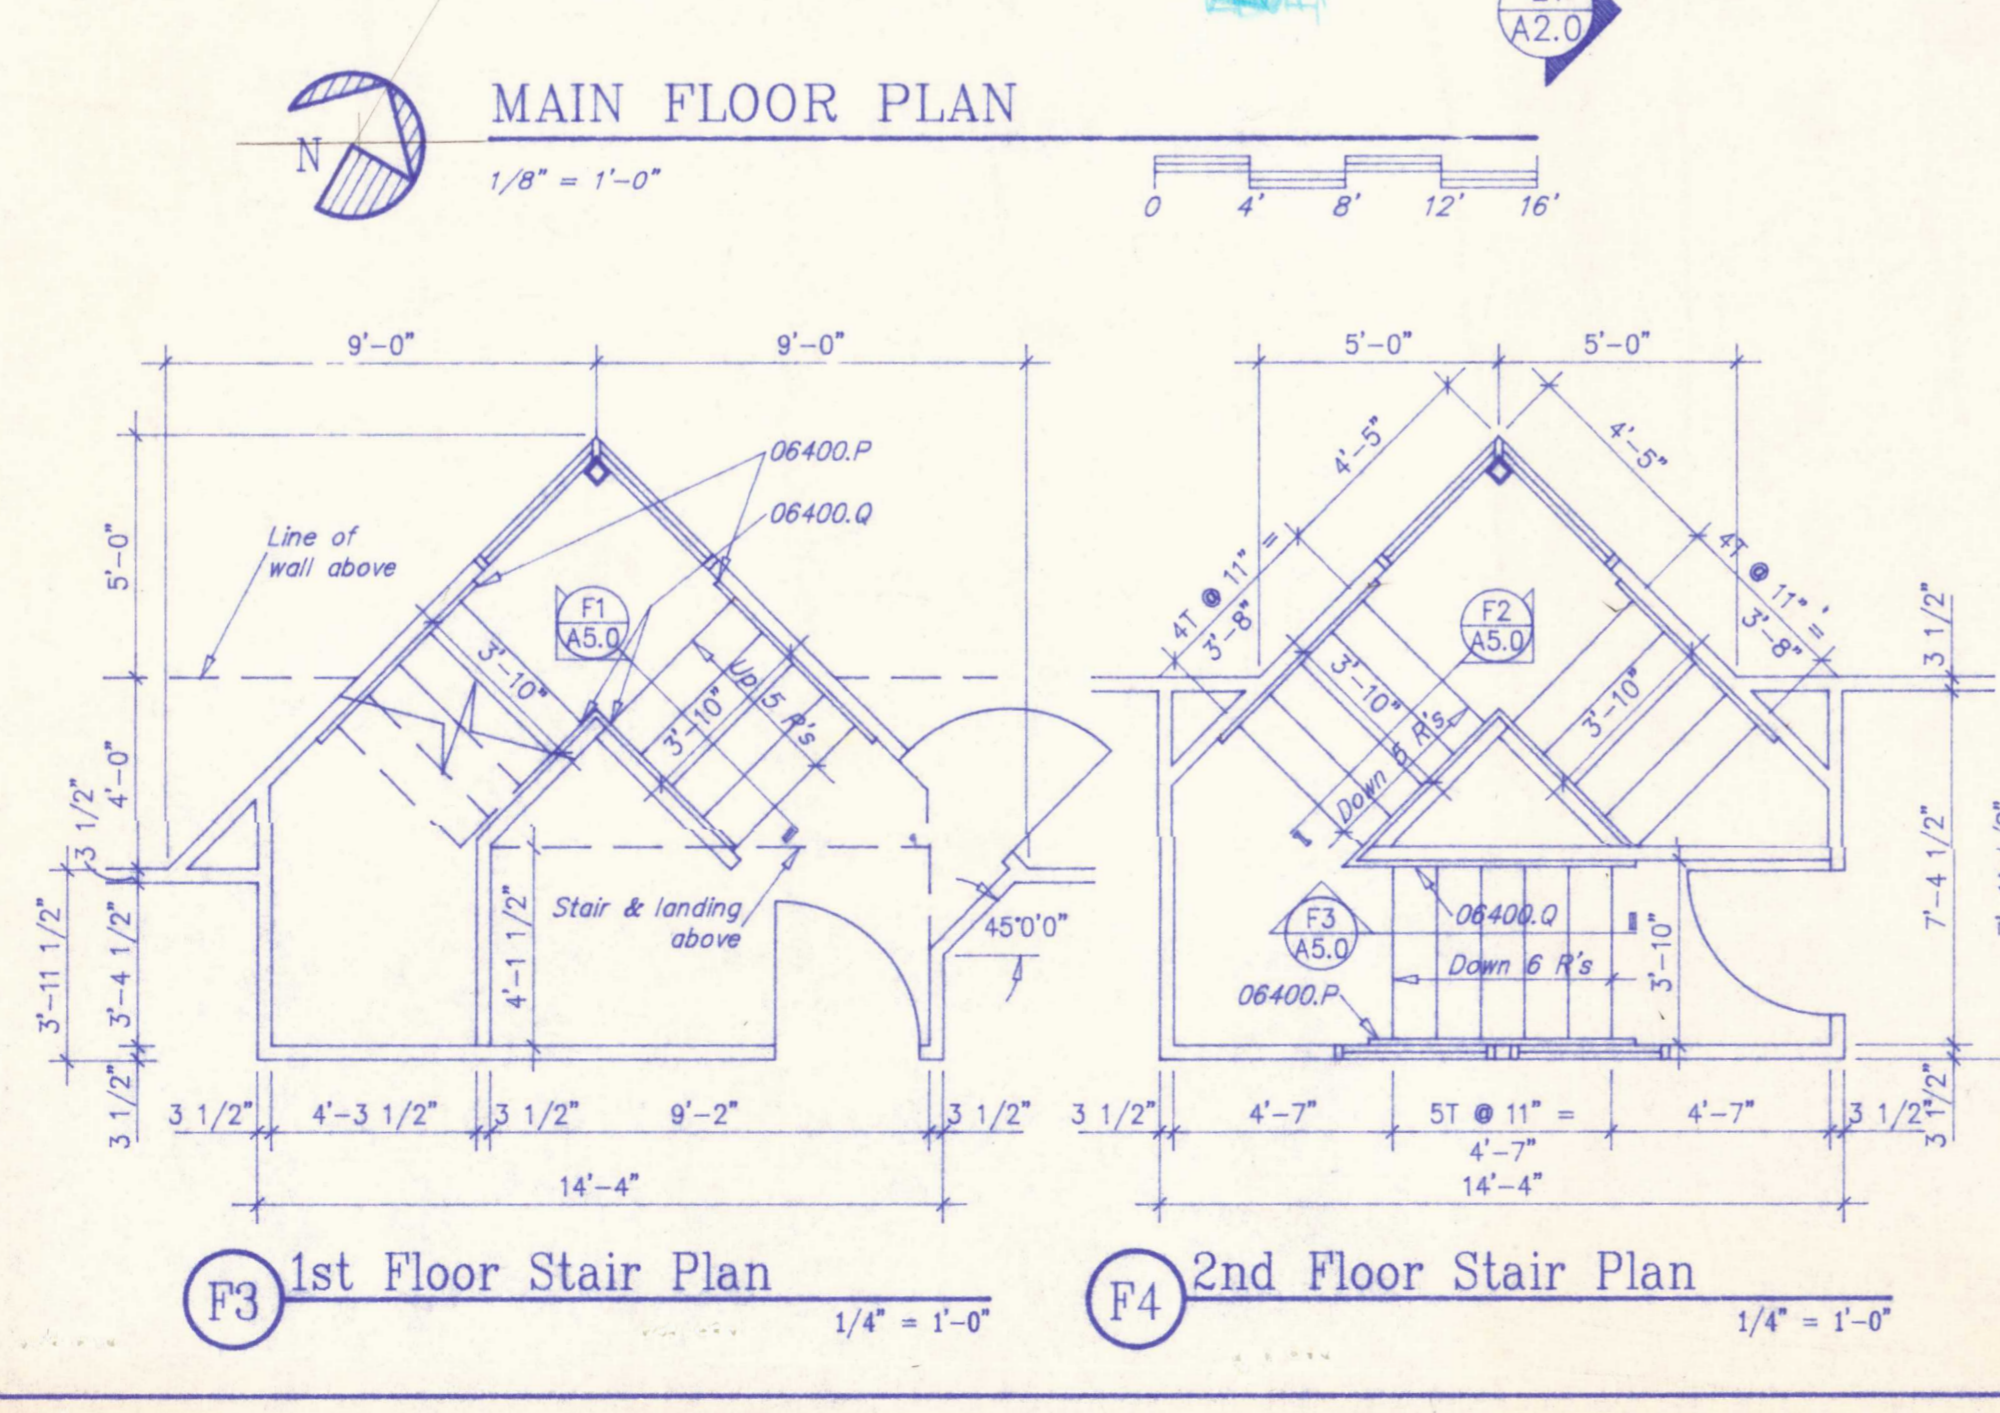 A2.0
MAIN FLOOR PLAN
N
1/8" = 1'-0"
0 4' 8' 12' 16'
9'-0"
9'-0"
06400.P
06400.Q
Line of
wall above
5'-0"
4'-0"
3 1/2"
3'-11 1/2"
3'-4 1/2"
3 1/2"
F1
A5.0
3'-10"
3'-10"
Up 5 R's
4'-1 1/2"
Stair & landing
above
45°0'0"
3 1/2"
4'-3 1/2"
3 1/2"
9'-2"
3 1/2"
14'-4"
F3
1st Floor Stair Plan
1/4" = 1'-0"
5'-0"
5'-0"
4'-5"
4'-5"
4T @ 11" =
3'-8"
4T @ 11" =
3'-8"
F2
A5.0
3'-10"
3'-10"
Down 5 R's
3 1/2"
7'-4 1/2"
3 1/2"
F3
A5.0
06400.Q
Down 6 R's
06400.P
3'-10"
3 1/2"
4'-7"
5T @ 11" =
4'-7"
4'-7"
3 1/2"
14'-4"
F4
2nd Floor Stair Plan
1/4" = 1'-0"